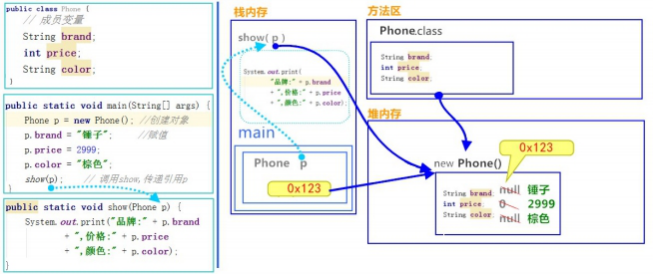 public class Phone {
// 成员变量
String brand;
int price;
String color;
}
public static void main(String[] args) {
Phone p = new Phone(); //创建对象
p.brand = "锤子"; //赋值
p.price = 2999;
p.color = "棕色";
show(p); // 调用show,传递引用p
}
public static void show(Phone p) {
System.out.print("品牌:" + p.brand
+ ",价格:" + p.price
+ ",颜色:" + p.color);
}
栈内存
show( p )
System.out.print(
"品牌:" + p.brand
+ ",价格:" + p.price
+ ",颜色:" + p.color);
main
Phone p
0x123
方法区
Phone.class
String brand;
int price
String color;
堆内存
0x123
new Phone()
String brand; null 锤子
int price; 0 2999
String color; null 棕色